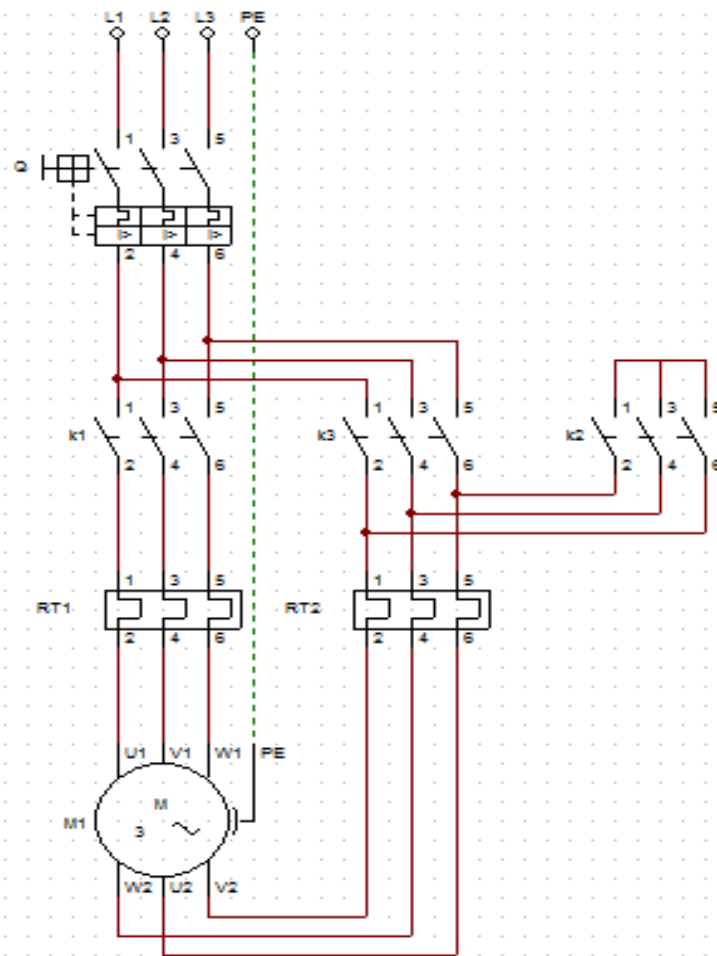 L1 L2 L3 PE
1 3 5
Q
I> I> I>
2 4 6
1 3 5 1 3 5 1 3 5
k1 k3 k2
2 4 6 2 4 6 2 4 6
1 3 5 1 3 5
RT1 RT2
2 4 6 2 4 6
U1 V1 W1 PE
M
M1 3
W2 U2 V2